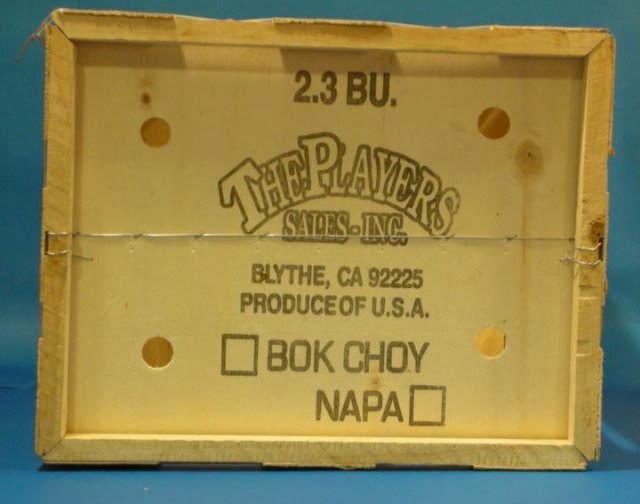 2.3 BU.
THE PLAYERS
SALES-INC.
BLYTHE, CA 92225
PRODUCE OF U.S.A.
BOK CHOY
NAPA